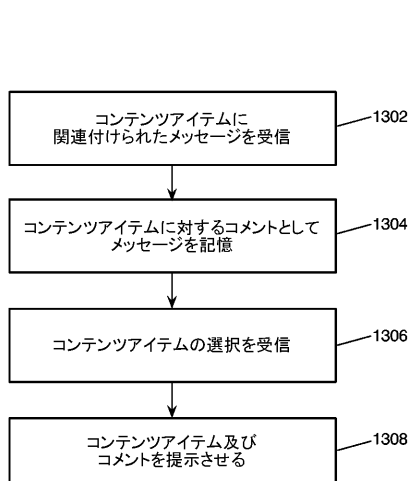 コンテンツアイテムに
関連付けられたメッセージを受信
1302
コンテンツアイテムに対するコメントとして
メッセージを記憶
1304
コンテンツアイテムの選択を受信
1306
コンテンツアイテム及び
コメントを提示させる
1308